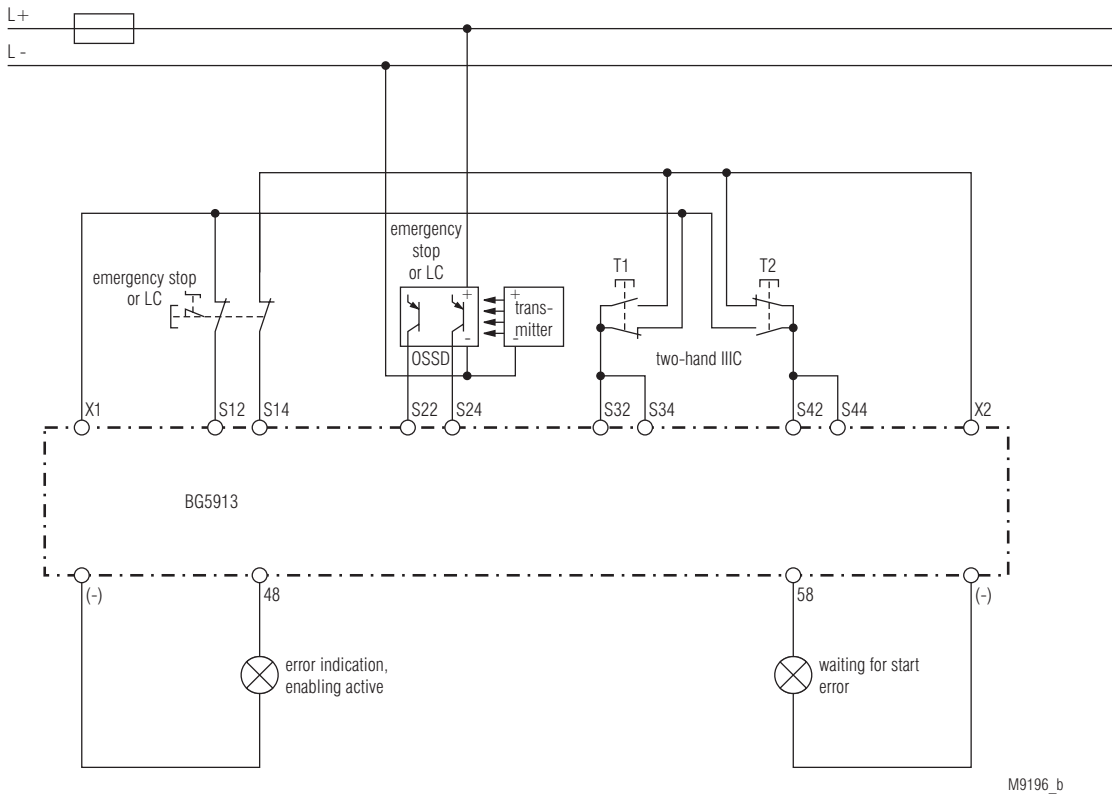 L+
L -
emergency
stop
or LC
emergency stop
or LC
+
-
OSSD
+
trans-
mitter
-
T1
T2
two-hand IIIC
X1
S12
S14
S22
S24
S32
S34
S42
S44
X2
BG5913
(-)
48
58
(-)
error indication,
enabling active
waiting for start
error
M9196_b